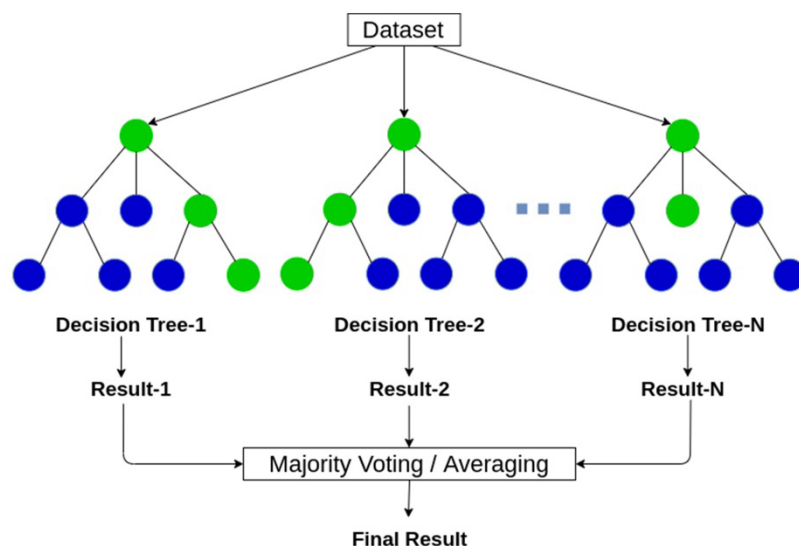 Dataset
Decision Tree-1
Decision Tree-2
Decision Tree-N
Result-1
Result-2
Result-N
Majority Voting / Averaging
Final Result